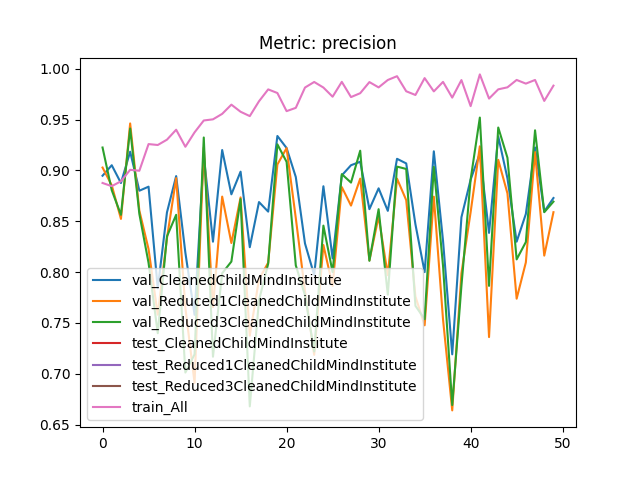 Metric: precision
1.00
0.95
0.90
0.85
0.80
0.75
0.70
0.65
val_CleanedChildMindInstitute
val_Reduced1CleanedChildMindInstitute
val_Reduced3CleanedChildMindInstitute
test_CleanedChildMindInstitute
test_Reduced1CleanedChildMindInstitute
test_Reduced3CleanedChildMindInstitute
train_All
0 10 20 30 40 50